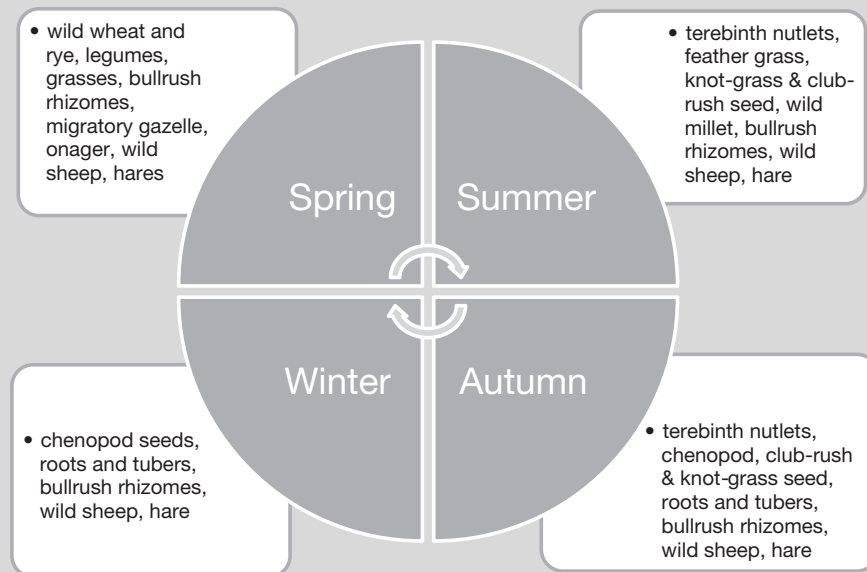 • wild wheat and
rye, legumes,
grasses, bullrush
rhizomes,
migratory gazelle,
onager, wild
sheep, hares
• terebinth nutlets,
feather grass,
knot-grass & club-
rush seed, wild
millet, bullrush
rhizomes, wild
sheep, hare
Spring
Summer
Winter
Autumn
• chenopod seeds,
roots and tubers,
bullrush rhizomes,
wild sheep, hare
• terebinth nutlets,
chenopod, club-rush
& knot-grass seed,
roots and tubers,
bullrush rhizomes,
wild sheep, hare